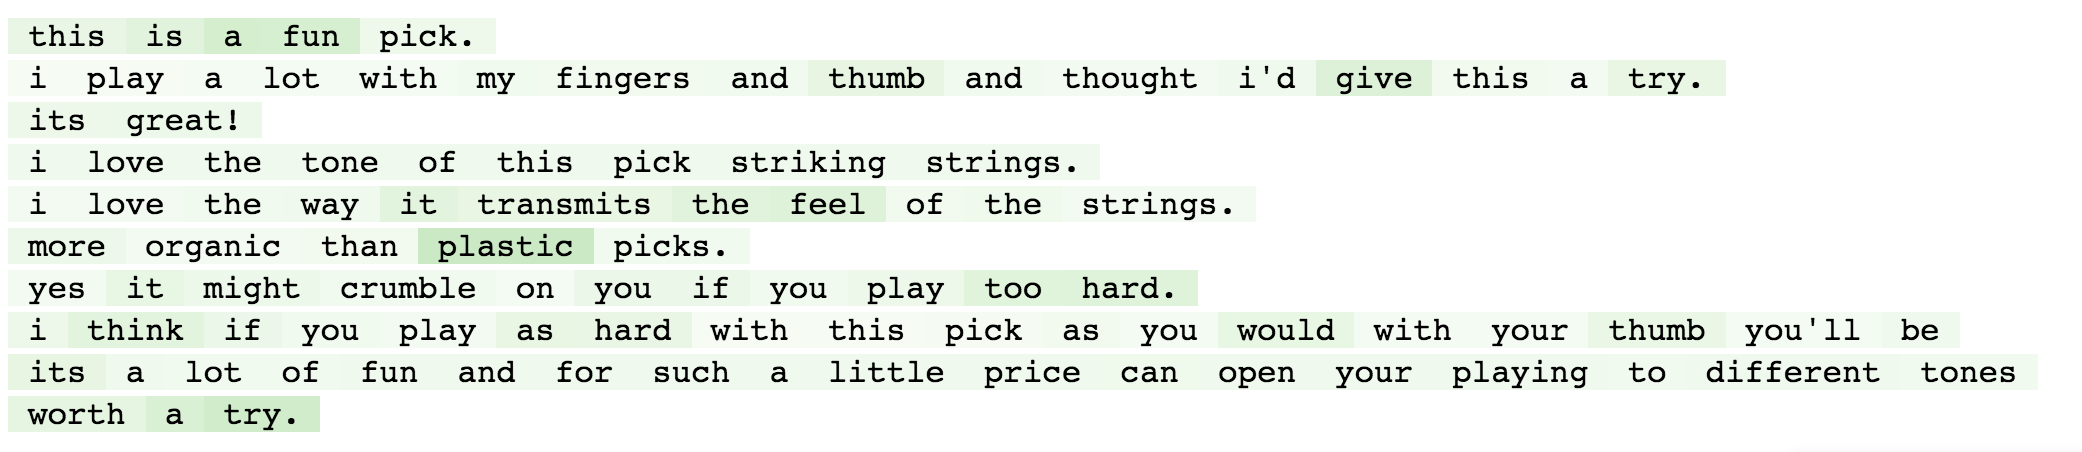 this is a fun pick.
i play a lot with my fingers and thumb and thought i'd give this a try.
its great!
i love the tone of this pick striking strings.
i love the way it transmits the feel of the strings.
more organic than plastic picks.
yes it might crumble on you if you play too hard.
i think if you play as hard with this pick as you would with your thumb you'll be
its a lot of fun and for such a little price can open your playing to different tones
worth a try.